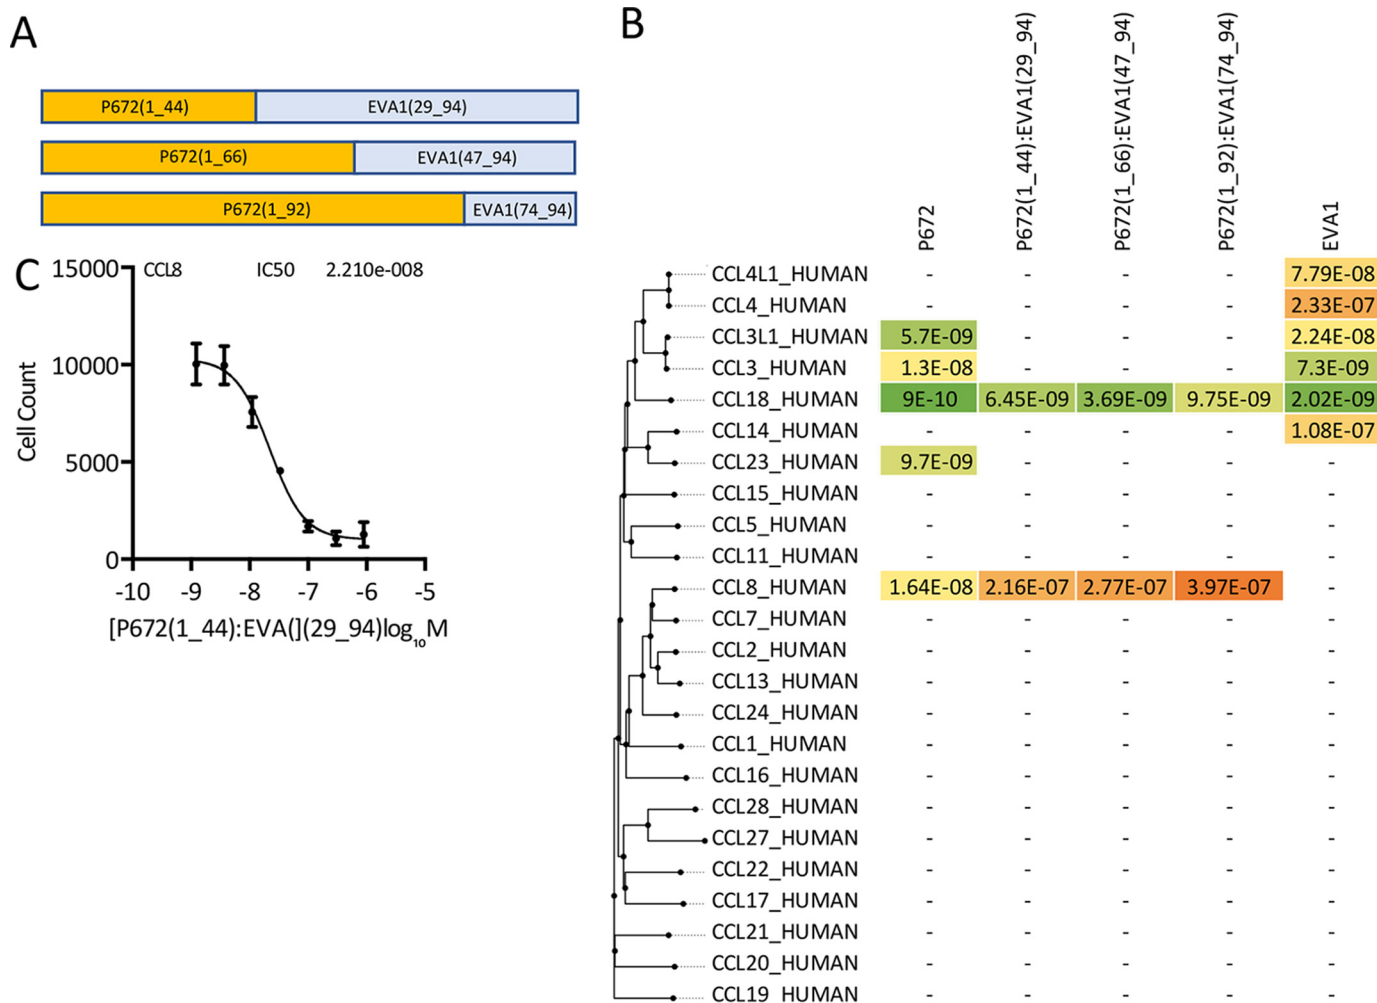 A
P672(1_44) EVA1(29_94)
P672(1_66) EVA1(47_94)
P672(1_92) EVA1(74_94)
C
CCL8 IC50 2.210e-008
15000
10000
5000
0
Cell Count
-10 -9 -8 -7 -6 -5
[P672(1_44):EVA(](29_94)log₁₀M
B
P672 P672(1_44):EVA1(29_94) P672(1_66):EVA1(47_94) P672(1_92):EVA1(74_94) EVA1
CCL4L1_HUMAN - - - - 7.79E-08
CCL4_HUMAN - - - - 2.33E-07
CCL3L1_HUMAN 5.7E-09 - - - 2.24E-08
CCL3_HUMAN 1.3E-08 - - - 7.3E-09
CCL18_HUMAN 9E-10 6.45E-09 3.69E-09 9.75E-09 2.02E-09
CCL14_HUMAN - - - - 1.08E-07
CCL23_HUMAN 9.7E-09 - - - -
CCL15_HUMAN - - - - -
CCL5_HUMAN - - - - -
CCL11_HUMAN - - - - -
CCL8_HUMAN 1.64E-08 2.16E-07 2.77E-07 3.97E-07 -
CCL7_HUMAN - - - - -
CCL2_HUMAN - - - - -
CCL13_HUMAN - - - - -
CCL24_HUMAN - - - - -
CCL1_HUMAN - - - - -
CCL16_HUMAN - - - - -
CCL28_HUMAN - - - - -
CCL27_HUMAN - - - - -
CCL22_HUMAN - - - - -
CCL17_HUMAN - - - - -
CCL21_HUMAN - - - - -
CCL20_HUMAN - - - - -
CCL19_HUMAN - - - - -